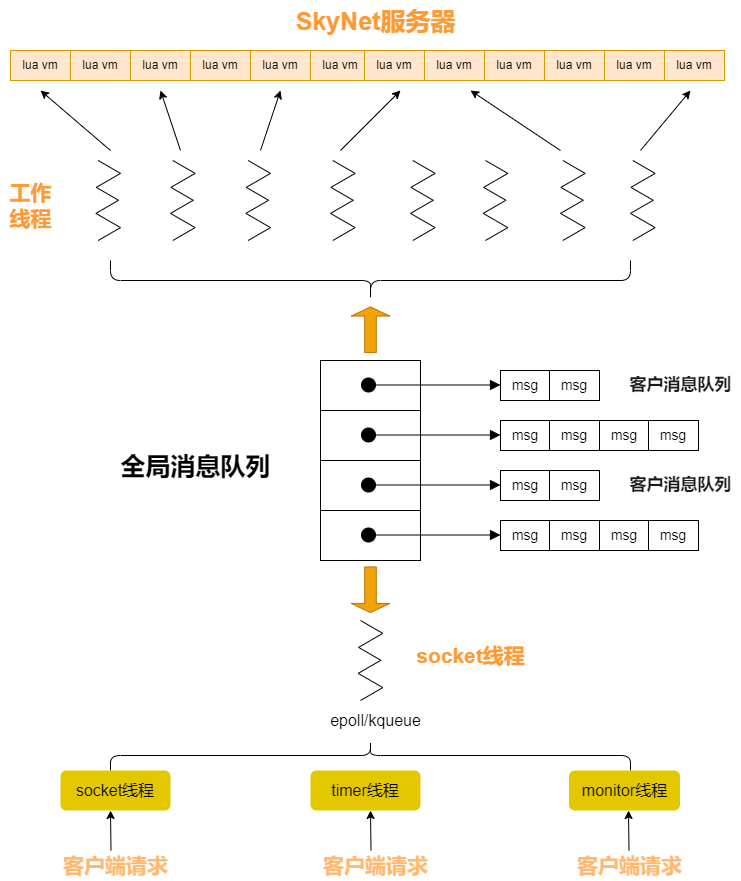 SkyNet服务器
lua vm lua vm lua vm lua vm lua vm lua vm lua vm lua vm lua vm lua vm lua vm lua vm
工作
线程
msg msg 客户消息队列
msg msg msg msg
全局消息队列
msg msg 客户消息队列
msg msg msg msg
socket线程
epoll/kqueue
socket线程 timer线程 monitor线程
客户端请求 客户端请求 客户端请求